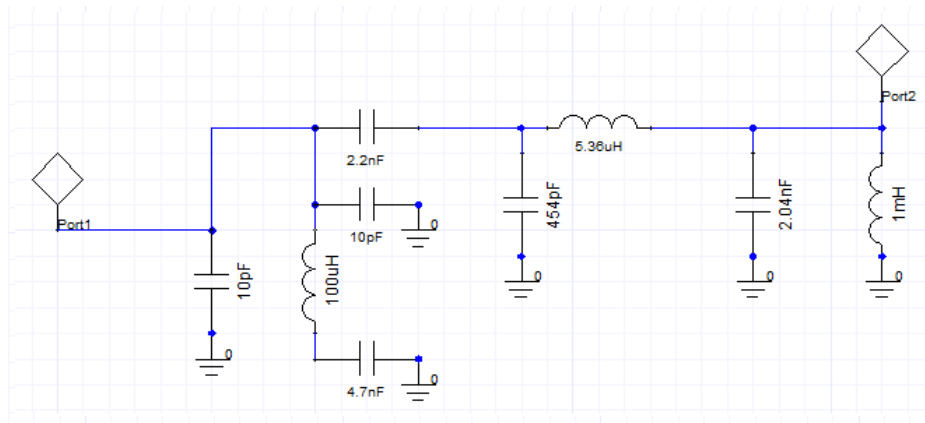 Port2
2.2nF
5.36uH
Port1
10pF
0
10pF
100uH
454pF
2.04nF
1mH
0
0
0
0
4.7nF
0